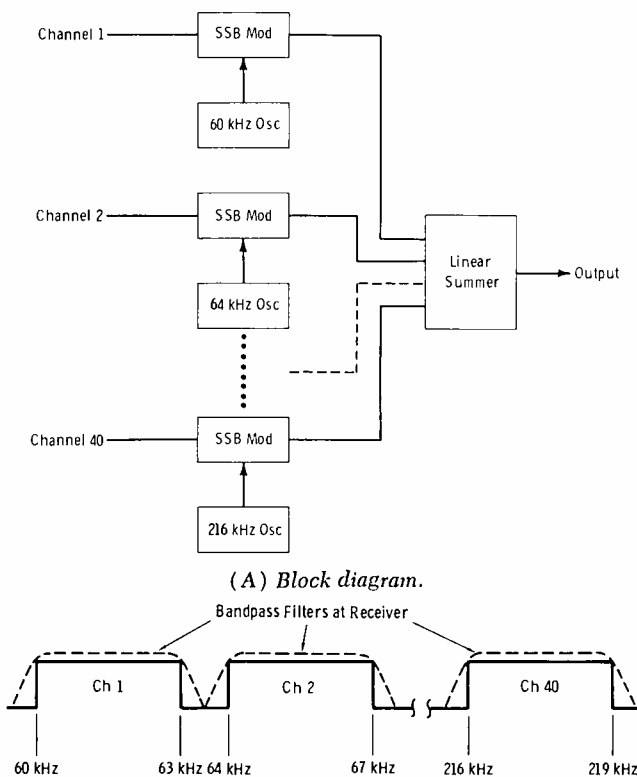 Channel 1
SSB Mod
60 kHz Osc
Channel 2
SSB Mod
64 kHz Osc
Linear
Summer
Output
Channel 40
SSB Mod
216 kHz Osc
(A) Block diagram.
Bandpass Filters at Receiver
Ch 1
Ch 2
Ch 40
60 kHz
63 kHz
64 kHz
67 kHz
216 kHz
219 kHz